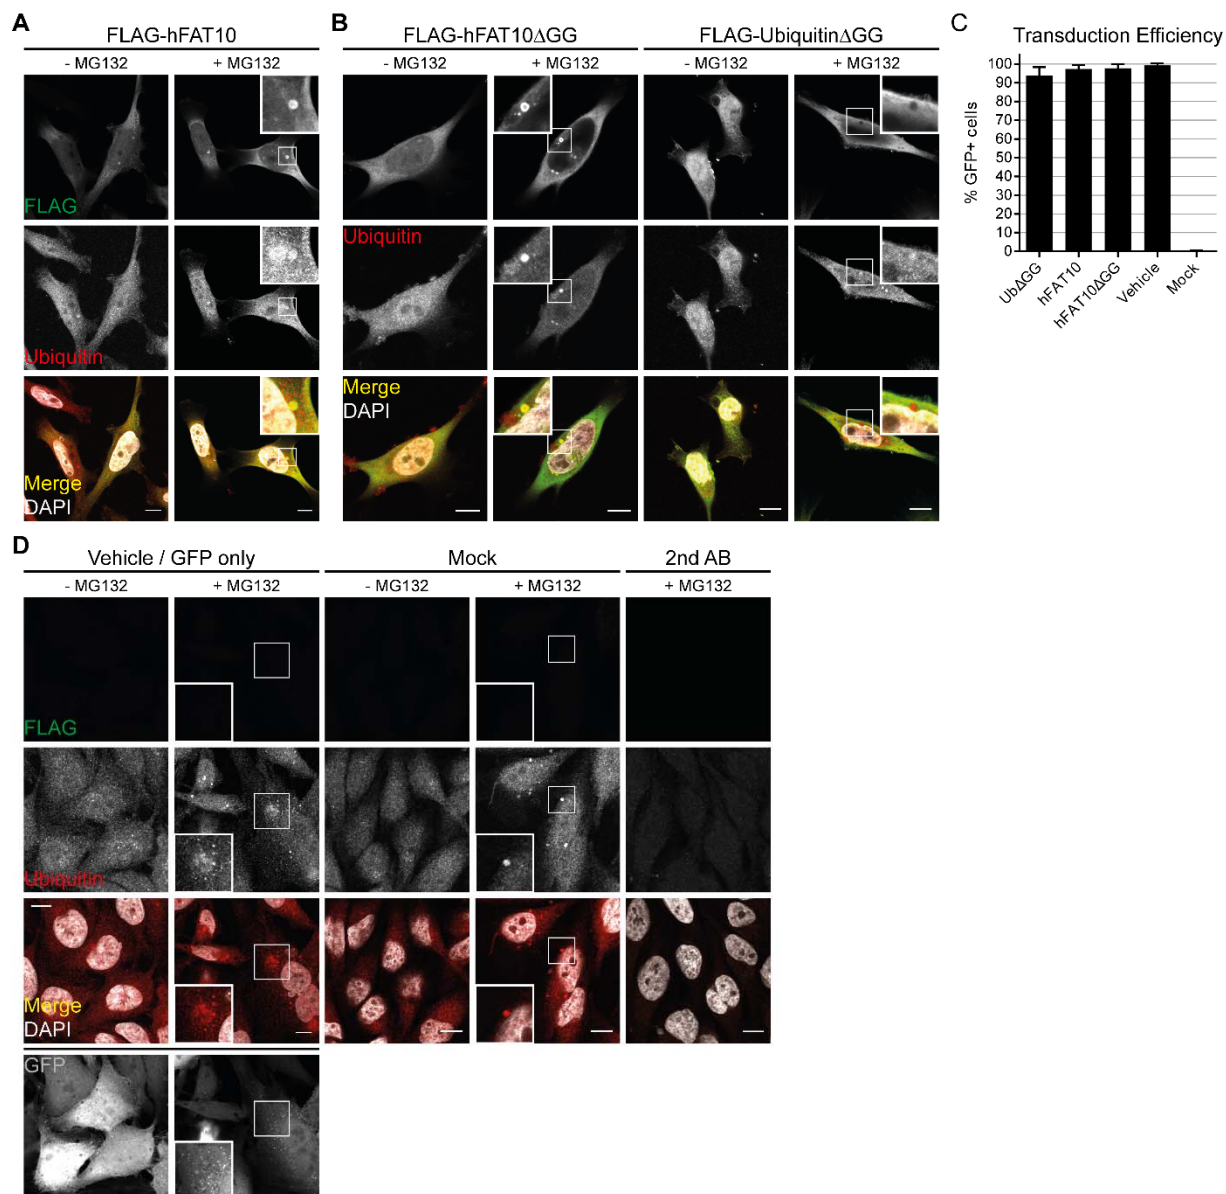 A
FLAG-hFAT10
- MG132
+ MG132
FLAG
Ubiquitin
Merge
DAPI
B
FLAG-hFAT10ΔGG
FLAG-UbiquitinΔGG
- MG132
+ MG132
- MG132
+ MG132
Ubiquitin
Merge
DAPI
C
Transduction Efficiency
% GFP+ cells
100
90
80
70
60
50
40
30
20
10
0
UbΔGG
hFAT10
hFAT10ΔGG
Vehicle
Mock
D
Vehicle / GFP only
Mock
2nd AB
- MG132
+ MG132
- MG132
+ MG132
+ MG132
FLAG
Ubiquitin
Merge
DAPI
GFP